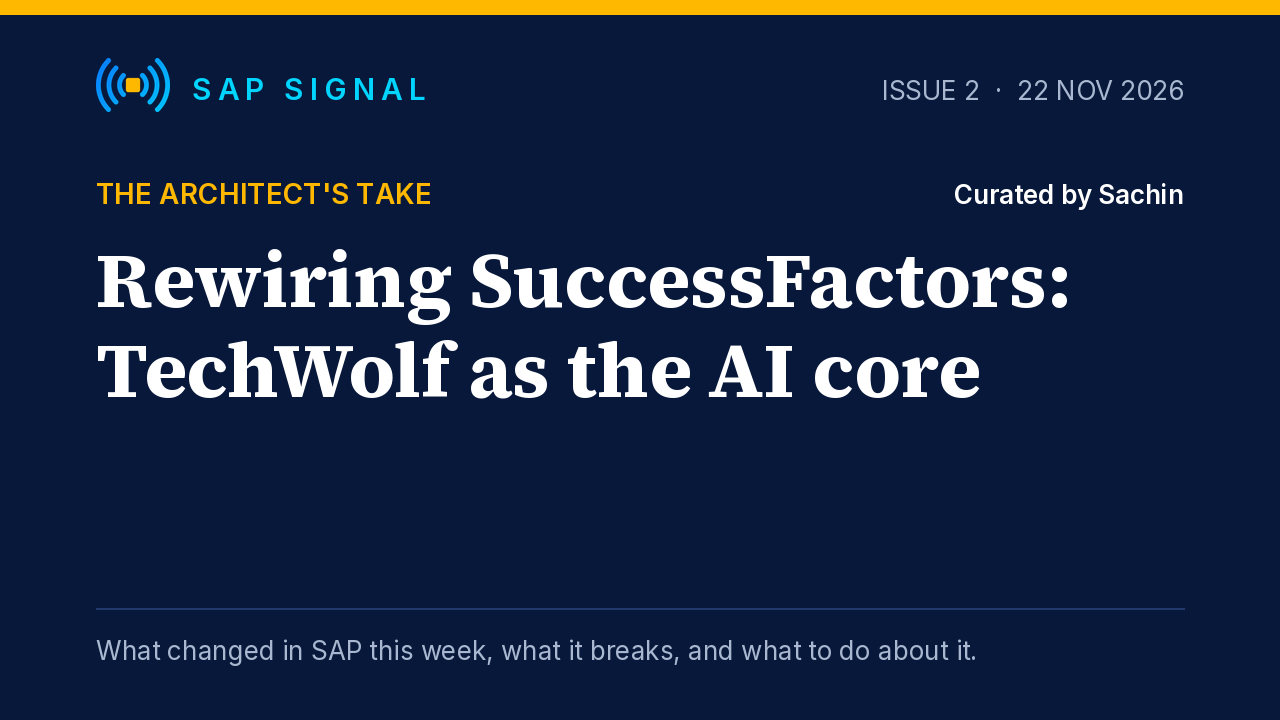 SAP SIGNAL
ISSUE 2 · 22 NOV 2026
THE ARCHITECT'S TAKE
Curated by Sachin
Rewiring SuccessFactors:
TechWolf as the AI core
What changed in SAP this week, what it breaks, and what to do about it.